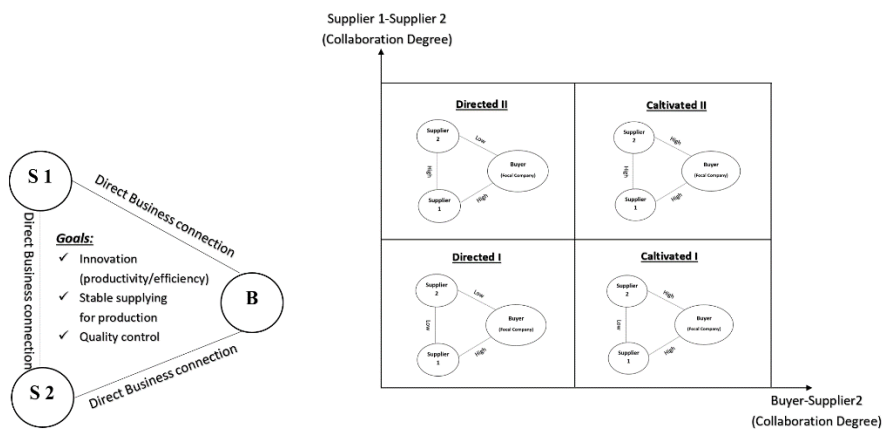 S 1
Direct Business connection
Direct Business connection
Goals:
✓ Innovation
(productivity/efficiency)
✓ Stable supplying
for production
✓ Quality control
B
S 2
Direct Business connection
Supplier 1-Supplier 2
(Collaboration Degree)
Directed II
Supplier
2
Low
Buyer
(Focal Company)
High
High
Supplier
1
Caltivated II
Supplier
2
High
Buyer
(Focal Company)
High
High
Supplier
1
Directed I
Supplier
2
Low
Buyer
(Focal Company)
Low
High
Supplier
1
Caltivated I
Supplier
2
High
Buyer
(Focal Company)
Low
High
Supplier
1
Buyer-Supplier2
(Collaboration Degree)